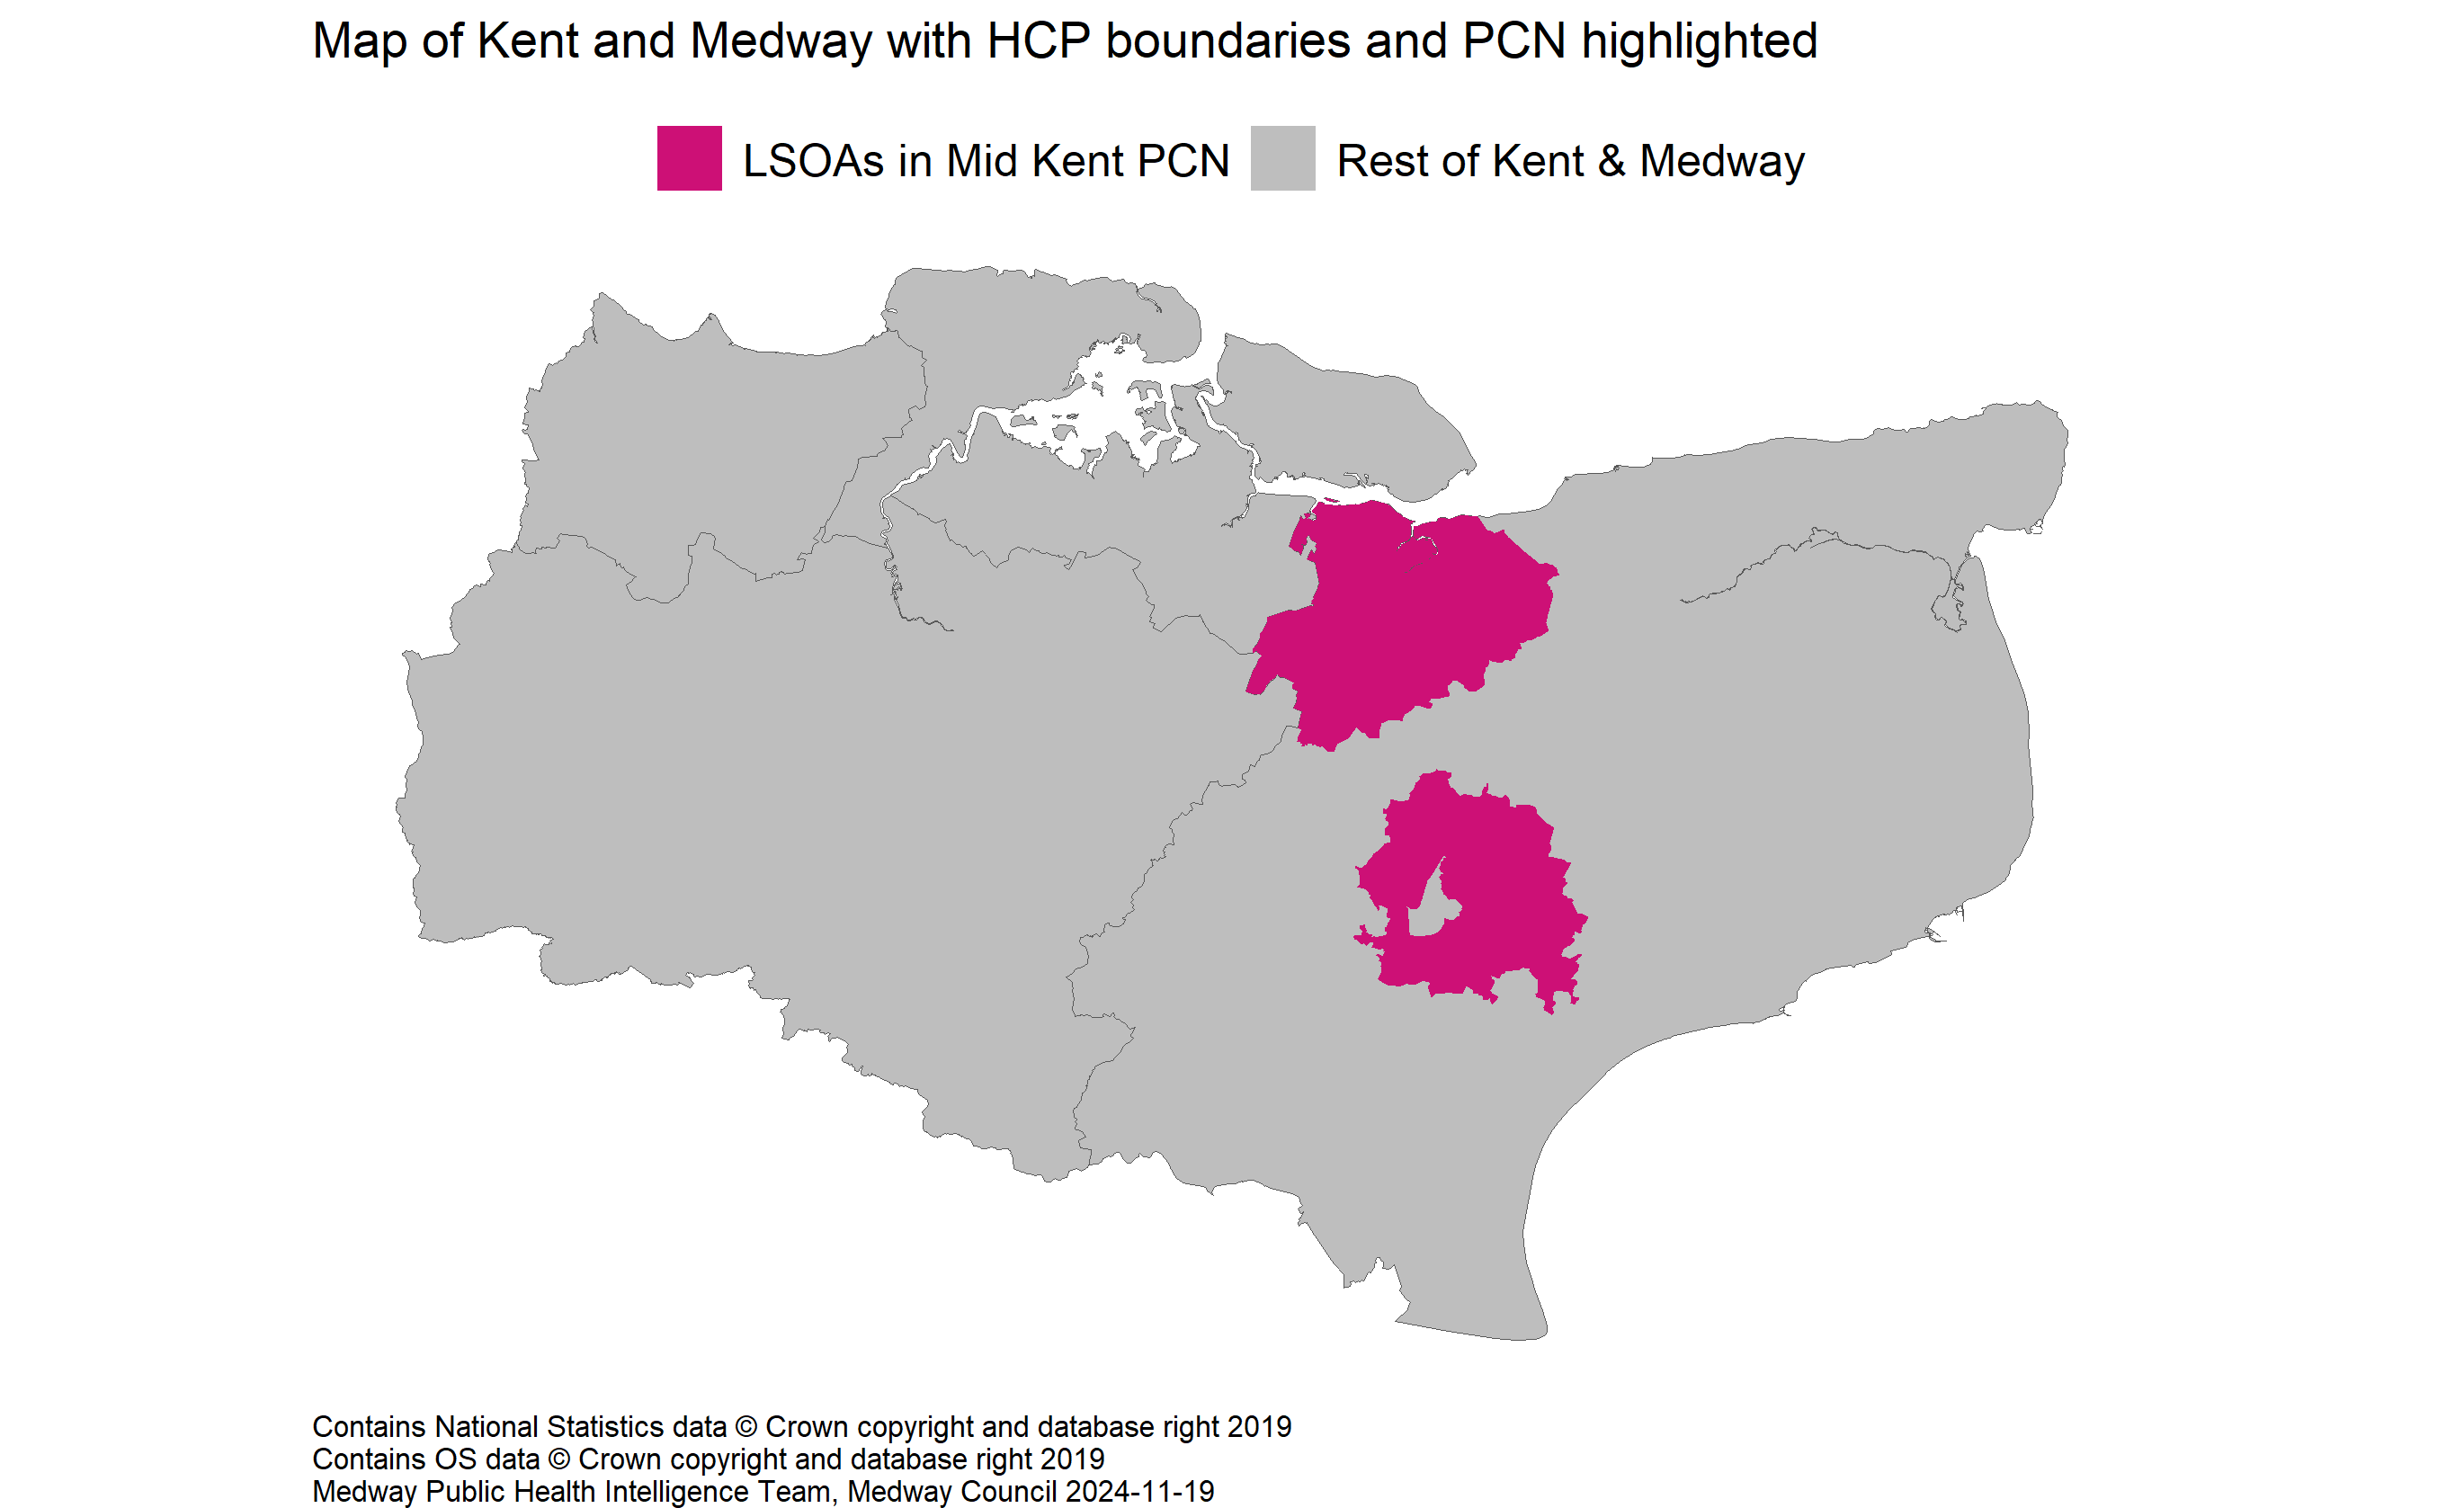 Map of Kent and Medway with HCP boundaries and PCN highlighted
LSOAs in Mid Kent PCN Rest of Kent & Medway
Contains National Statistics data © Crown copyright and database right 2019
Contains OS data © Crown copyright and database right 2019
Medway Public Health Intelligence Team, Medway Council 2024-11-19